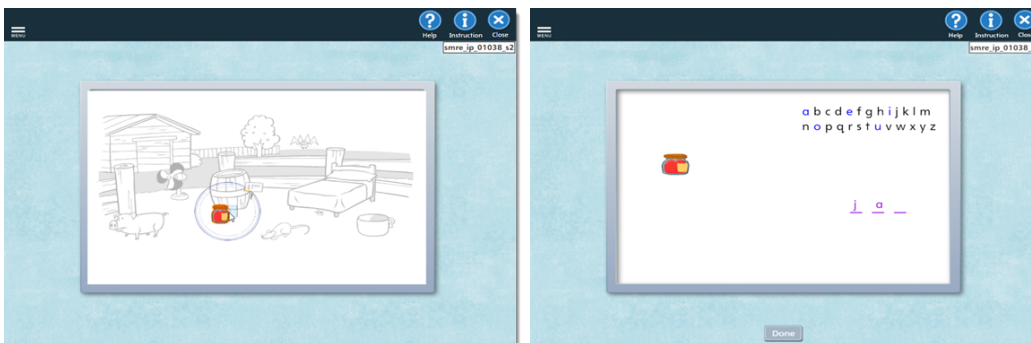 MENU
Help Instruction Close
smre_ip_01038_s2
MENU
Help Instruction Clos
smre_ip_01038_
a b c d e f g h i j k l m
n o p q r s t u v w x y z
j a _
Done